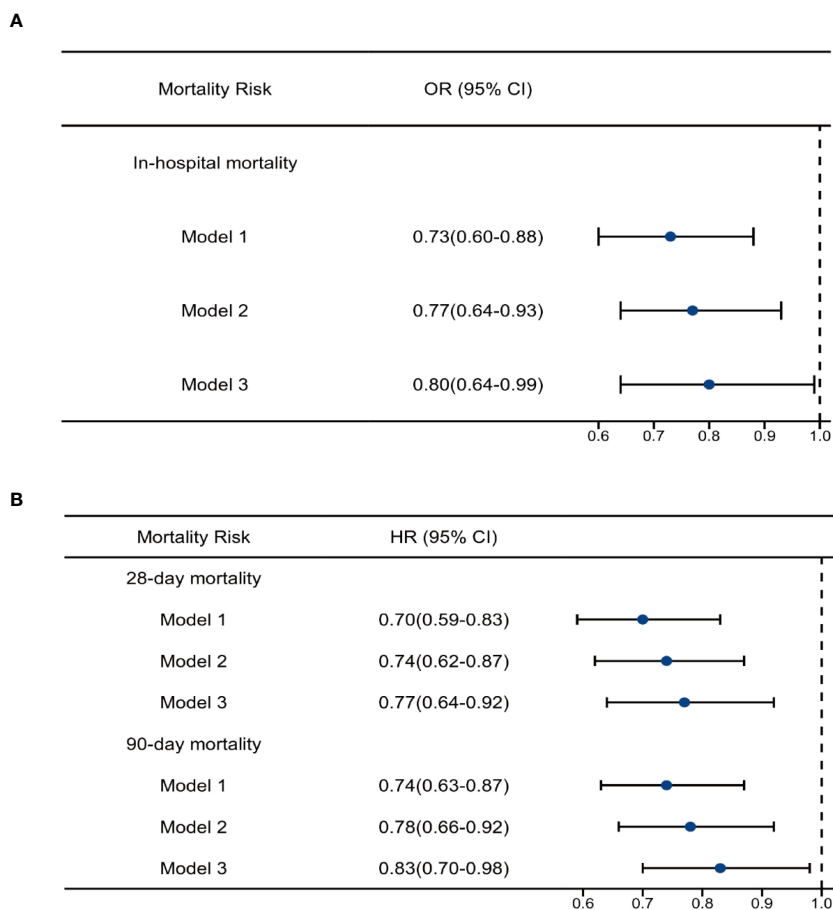 A
Mortality Risk OR (95% CI)
In-hospital mortality
Model 1 0.73(0.60-0.88)
Model 2 0.77(0.64-0.93)
Model 3 0.80(0.64-0.99)
0.6 0.7 0.8 0.9 1.0
B
Mortality Risk HR (95% CI)
28-day mortality
Model 1 0.70(0.59-0.83)
Model 2 0.74(0.62-0.87)
Model 3 0.77(0.64-0.92)
90-day mortality
Model 1 0.74(0.63-0.87)
Model 2 0.78(0.66-0.92)
Model 3 0.83(0.70-0.98)
0.6 0.7 0.8 0.9 1.0